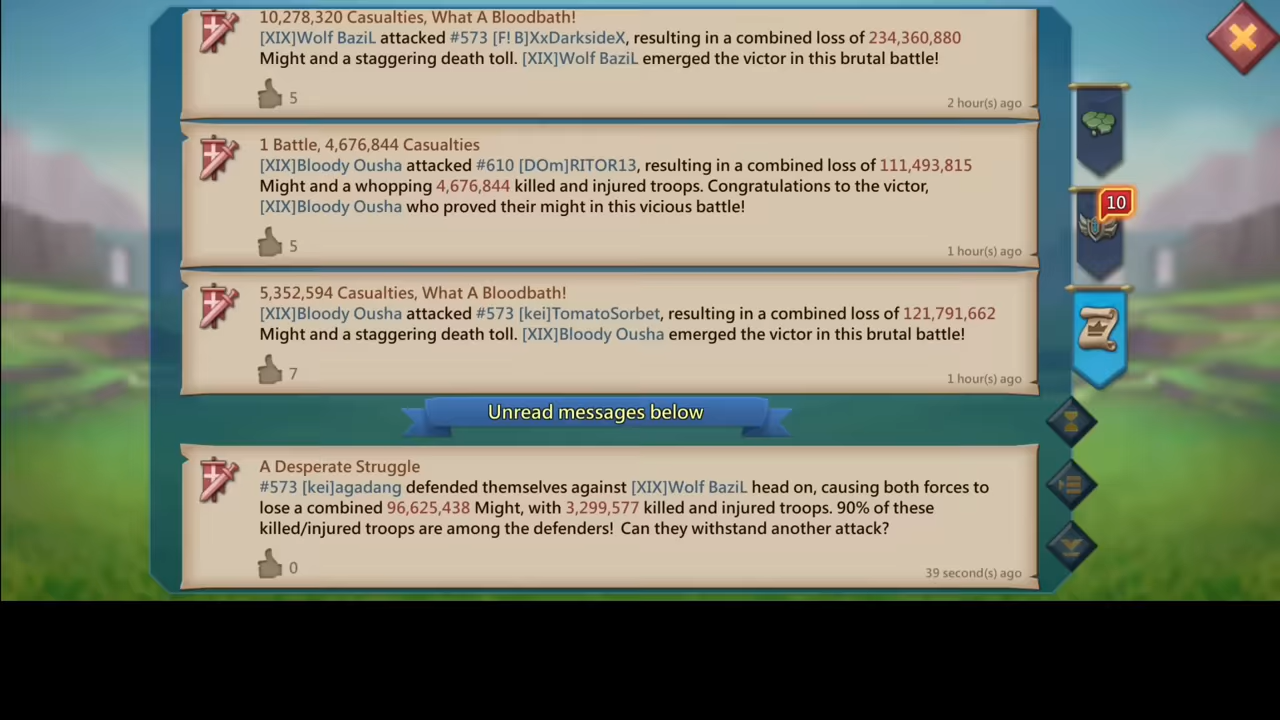 10,278,320 Casualties, What A Bloodbath!
[XIX]Wolf BaziL attacked #573 [F! B]XxDarksideX, resulting in a combined loss of 234,360,880
Might and a staggering death toll. [XIX]Wolf BaziL emerged the victor in this brutal battle!
5
2 hour(s) ago
1 Battle, 4,676,844 Casualties
[XIX]Bloody Ousha attacked #610 [DOm]RITOR13, resulting in a combined loss of 111,493,815
Might and a whopping 4,676,844 killed and injured troops. Congratulations to the victor,
[XIX]Bloody Ousha who proved their might in this vicious battle!
10
5
1 hour(s) ago
5,352,594 Casualties, What A Bloodbath!
[XIX]Bloody Ousha attacked #573 [kei]TomatoSorbet, resulting in a combined loss of 121,791,662
Might and a staggering death toll. [XIX]Bloody Ousha emerged the victor in this brutal battle!
7
1 hour(s) ago
Unread messages below
A Desperate Struggle
#573 [kei]agadang defended themselves against [XIX]Wolf BaziL head on, causing both forces to
lose a combined 96,625,438 Might, with 3,299,577 killed and injured troops. 90% of these
killed/injured troops are among the defenders! Can they withstand another attack?
0
39 second(s) ago